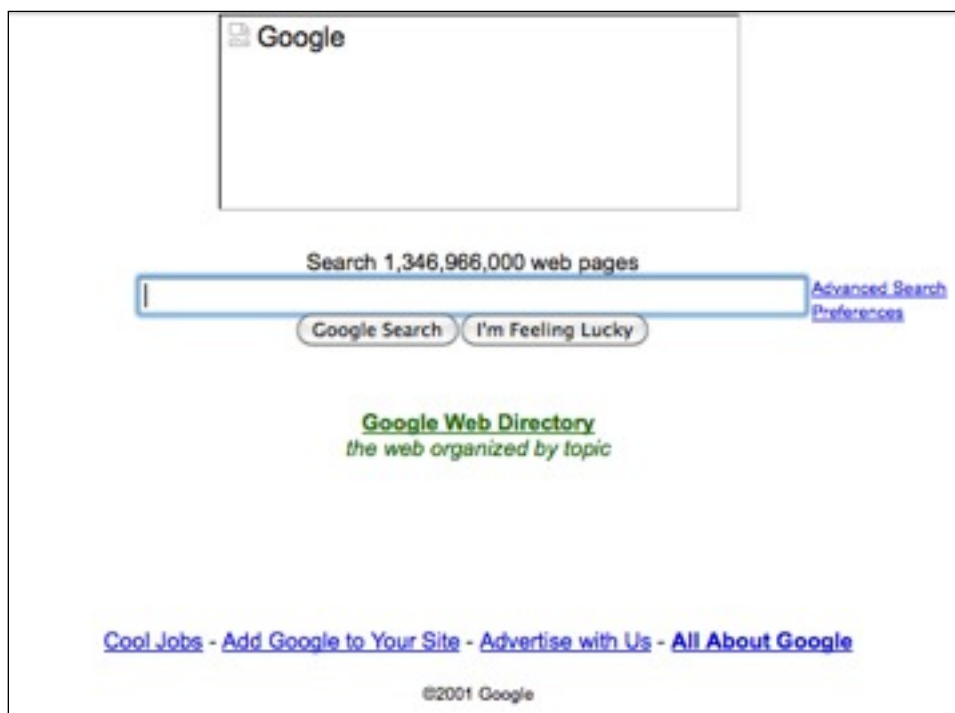 Google
Search 1,346,966,000 web pages
Advanced Search
Preferences
Google Search I'm Feeling Lucky
Google Web Directory
the web organized by topic
Cool Jobs - Add Google to Your Site - Advertise with Us - All About Google
©2001 Google